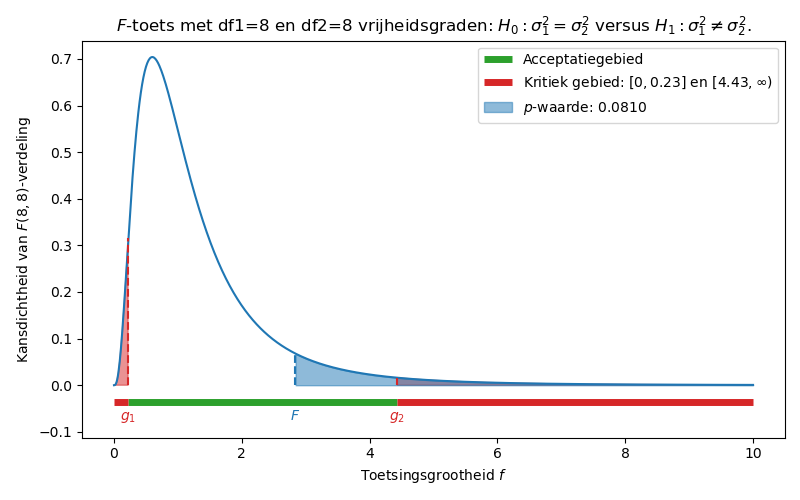 F-toets met df1=8 en df2=8 vrijheidsgraden: H₀ : σ₁² = σ₂² versus H₁ : σ₁² ≠ σ₂².
Acceptatiegebied
Kritiek gebied: [0, 0.23] en [4.43, ∞)
p-waarde: 0.0810
Kansdichtheid van F(8, 8)-verdeling
0.7
0.6
0.5
0.4
0.3
0.2
0.1
0.0
−0.1
g₁
F
g₂
0
2
4
6
8
10
Toetsingsgrootheid f